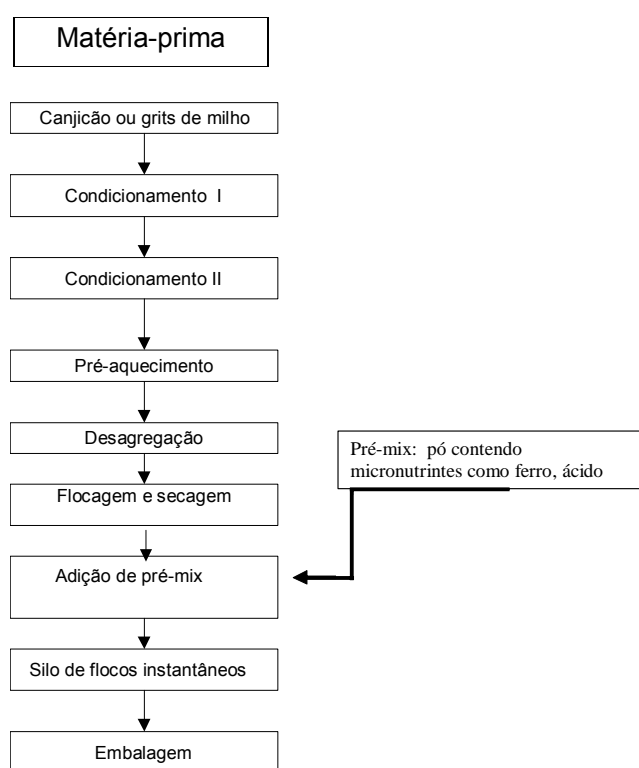 Matéria-prima
Canjicão ou grits de milho
Condicionamento I
Condicionamento II
Pré-aquecimento
Desagregação
Flocagem e secagem
Pré-mix: pó contendo
micronutrintes como ferro, ácido
Adição de pré-mix
Silo de flocos instantâneos
Embalagem